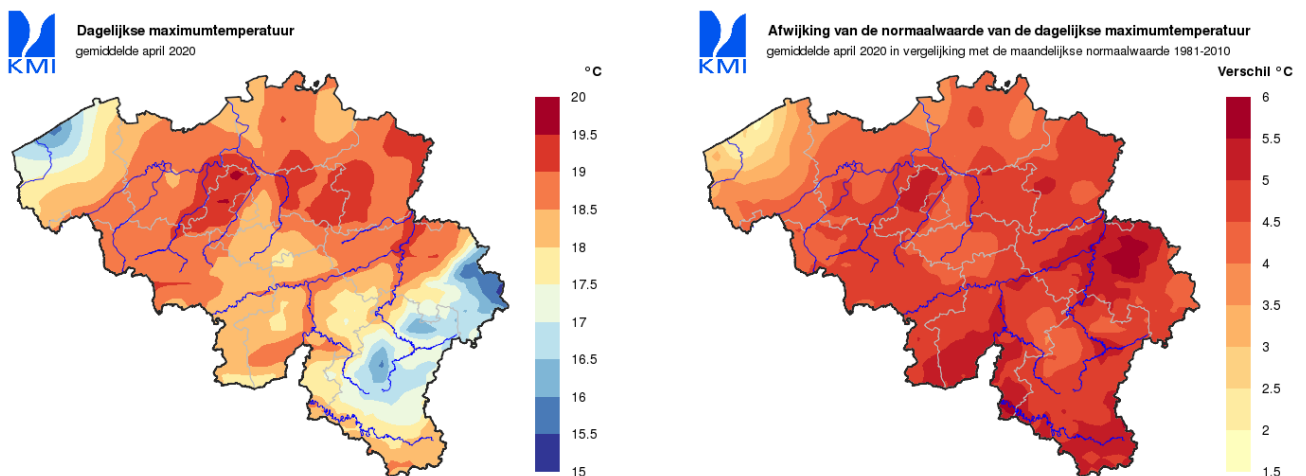 KMI
Dagelijkse maximumtemperatuur
gemiddelde april 2020
°C
20
19.5
19
18.5
18
17.5
17
16.5
16
15.5
15
KMI
Afwijking van de normaalwaarde van de dagelijkse maximumtemperatuur
gemiddelde april 2020 in vergelijking met de maandelijkse normaalwaarde 1981-2010
Verschil °C
6
5.5
5
4.5
4
3.5
3
2.5
2
1.5